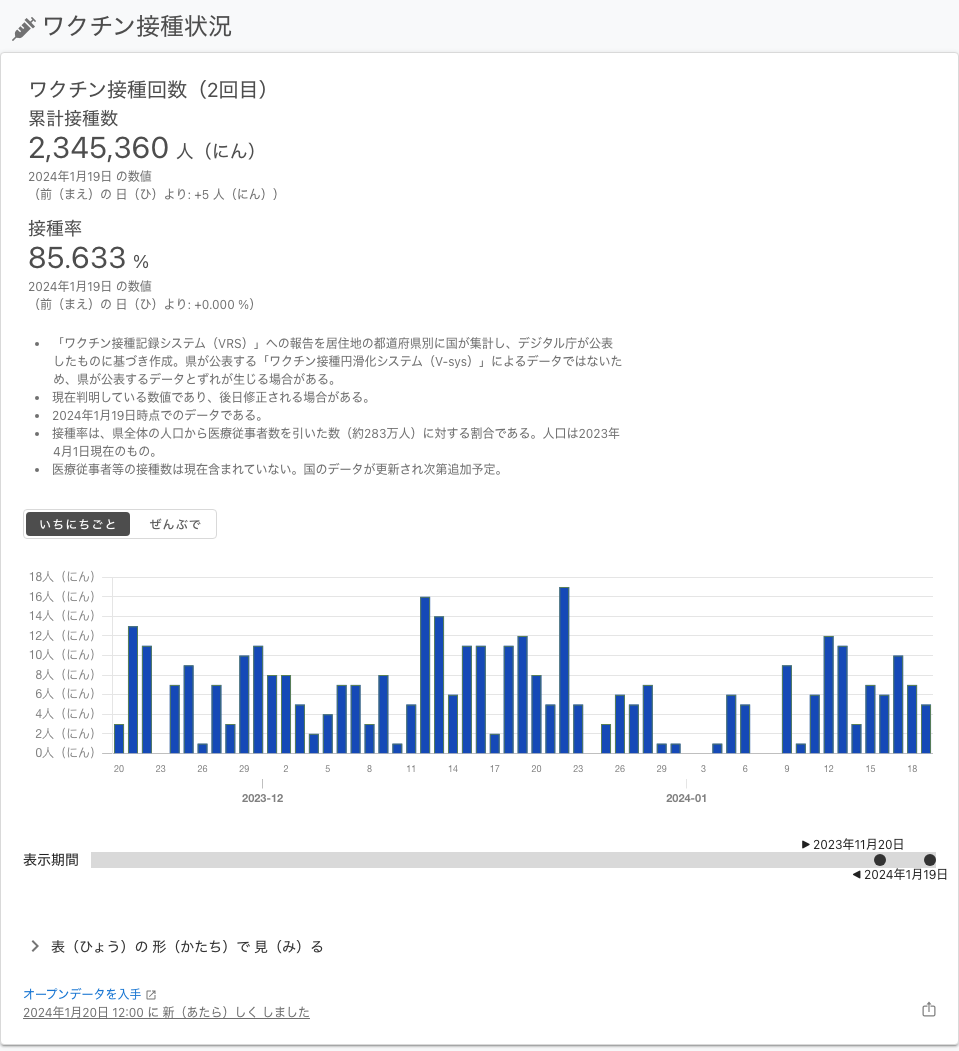 ワクチン接種状況
ワクチン接種回数（2回目）
累計接種数
2,345,360 人（にん）
2024年1月19日 の数値
（前（まえ）の 日（ひ）より: +5 人（にん））
接種率
85.633 %
2024年1月19日 の数値
（前（まえ）の 日（ひ）より: +0.000 %）
• 「ワクチン接種記録システム（VRS）」への報告を居住地の都道府県別に国が集計し、デジタル庁が公表
したものに基づき作成。県が公表する「ワクチン接種円滑化システム（V-sys）」によるデータではないた
め、県が公表するデータとずれが生じる場合がある。
• 現在判明している数値であり、後日修正される場合がある。
• 2024年1月19日時点でのデータである。
• 接種率は、県全体の人口から医療従事者数を引いた数（約283万人）に対する割合である。人口は2023年
4月1日現在のもの。
• 医療従事者等の接種数は現在含まれていない。国のデータが更新され次第追加予定。
いちにちごと ぜんぶで
18人（にん）
16人（にん）
14人（にん）
12人（にん）
10人（にん）
8人（にん）
6人（にん）
4人（にん）
2人（にん）
0人（にん）
20 23 26 29 2 5 8 11 14 17 20 23 26 29 3 6 9 12 15 18
2023-12 2024-01
▶ 2023年11月20日
表示期間
◀ 2024年1月19日
表（ひょう）の 形（かたち）で 見（み）る
オープンデータを入手
2024年1月20日 12:00 に 新（あたら）しく しました